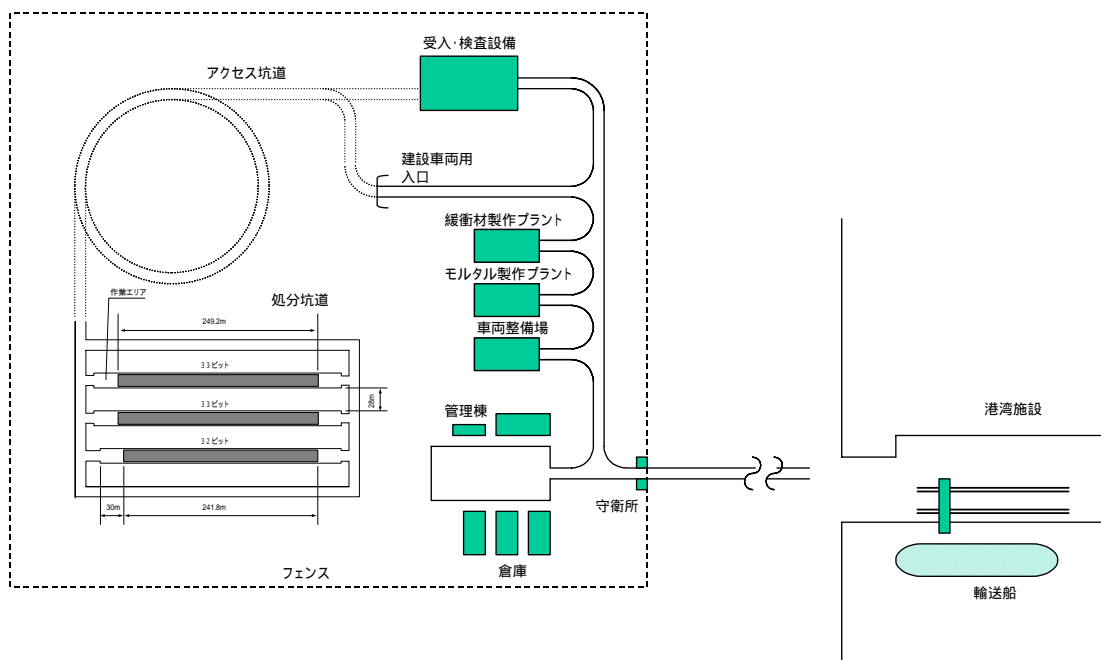 受入・検査設備
アクセス坑道
建設車両用
入口
緩衝材製作プラント
モルタル製作プラント
車両整備場
作業エリア
処分坑道
249.2m
33ピット
28m
33ピット
32ピット
30m
241.8m
管理棟
守衛所
倉庫
フェンス
港湾施設
輸送船